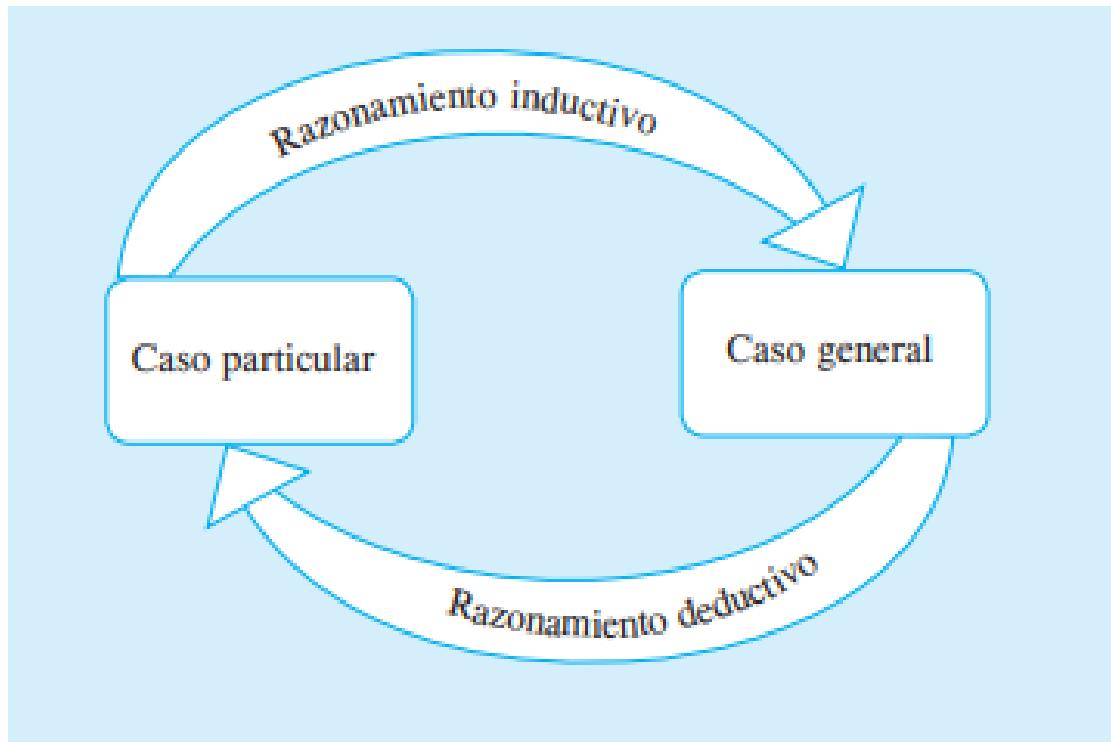 Razonamiento inductivo
Caso particular
Caso general
Razonamiento deductivo